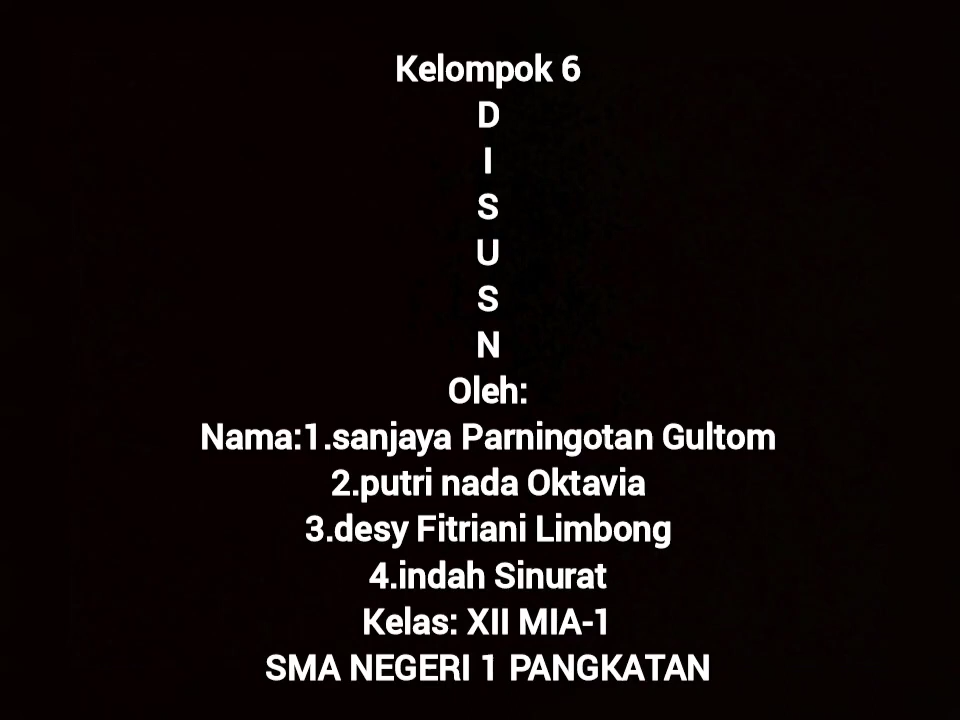 Kelompok 6
D
I
S
U
S
N
Oleh:
Nama:1.sanjaya Parningotan Gultom
2.putri nada Oktavia
3.desy Fitriani Limbong
4.indah Sinurat
Kelas: XII MIA-1
SMA NEGERI 1 PANGKATAN